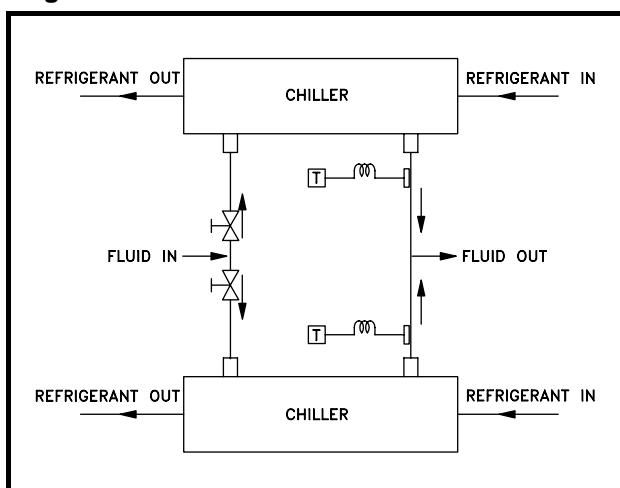 REFRIGERANT OUT
CHILLER
REFRIGERANT IN
T
FLUID IN
FLUID OUT
T
REFRIGERANT OUT
CHILLER
REFRIGERANT IN